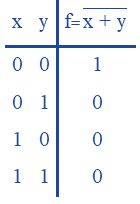 x y f=x + y
0 0 1
0 1 0
1 0 0
1 1 0